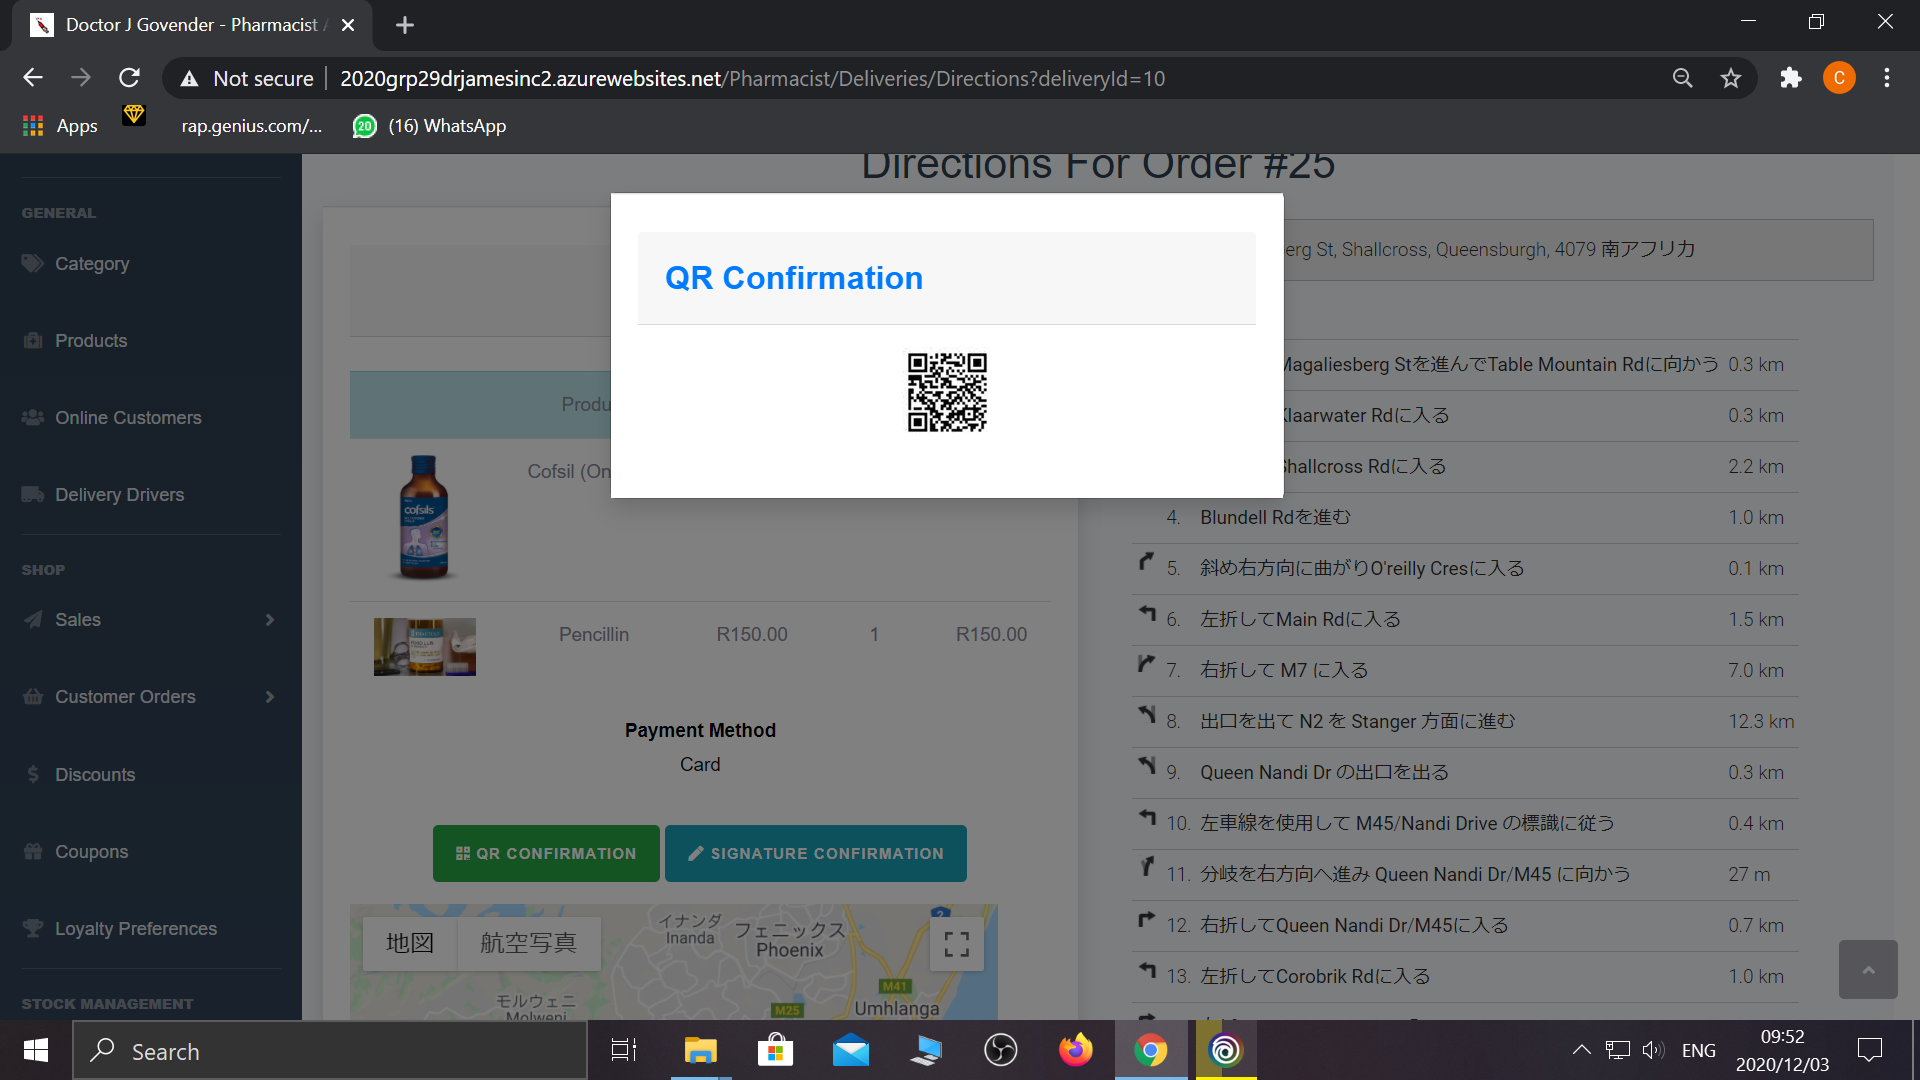 Doctor J Govender - Pharmacist
Not secure
2020grp29drjamesinc2.azurewebsites.net/Pharmacist/Deliveries/Directions?deliveryId=10
C
Apps
rap.genius.com/...
20
(16) WhatsApp
GENERAL
Category
Products
Online Customers
Delivery Drivers
SHOP
Sales
Customer Orders
Discounts
Coupons
Loyalty Preferences
STOCK MANAGEMENT
Directions For Order #25
QR Confirmation
Cofsil
cofsils
Pencillin R150.00 1 R150.00
Payment Method
Card
QR CONFIRMATION
SIGNATURE CONFIRMATION
地図 航空写真
イナンダ
Inanda
フェニックス
Phoenix
2
M41
モルウェニ
Molweni
M25
Umhlanga
St, Shallcross, Queensburgh, 4079 南アフリカ
Magaliesberg Stを進んでTable Mountain Rdに向かう 0.3 km
Klaarwater Rdに入る 0.3 km
Shallcross Rdに入る 2.2 km
4. Blundell Rdを進む 1.0 km
5. 斜め右方向に曲がりO'reilly Cresに入る 0.1 km
6. 左折してMain Rdに入る 1.5 km
7. 右折して M7 に入る 7.0 km
8. 出口を出て N2 を Stanger 方面に進む 12.3 km
9. Queen Nandi Dr の出口を出る 0.3 km
10. 左車線を使用して M45/Nandi Drive の標識に従う 0.4 km
11. 分岐を右方向へ進み Queen Nandi Dr/M45 に向かう 27 m
12. 右折してQueen Nandi Dr/M45に入る 0.7 km
13. 左折してCorobrik Rdに入る 1.0 km
Search
ENG
09:52
2020/12/03